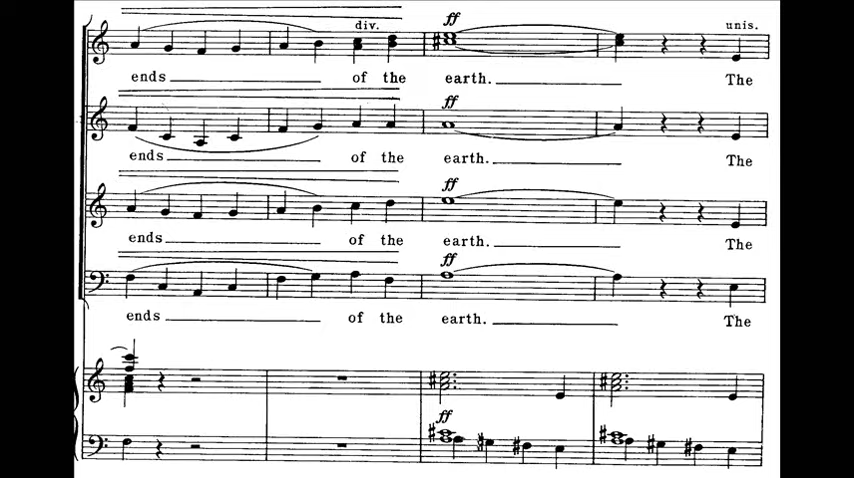 div.
ff
unis.
ends of the earth. The
ff
ends of the earth. The
ff
ends of the earth. The
ff
ends of the earth. The
ff